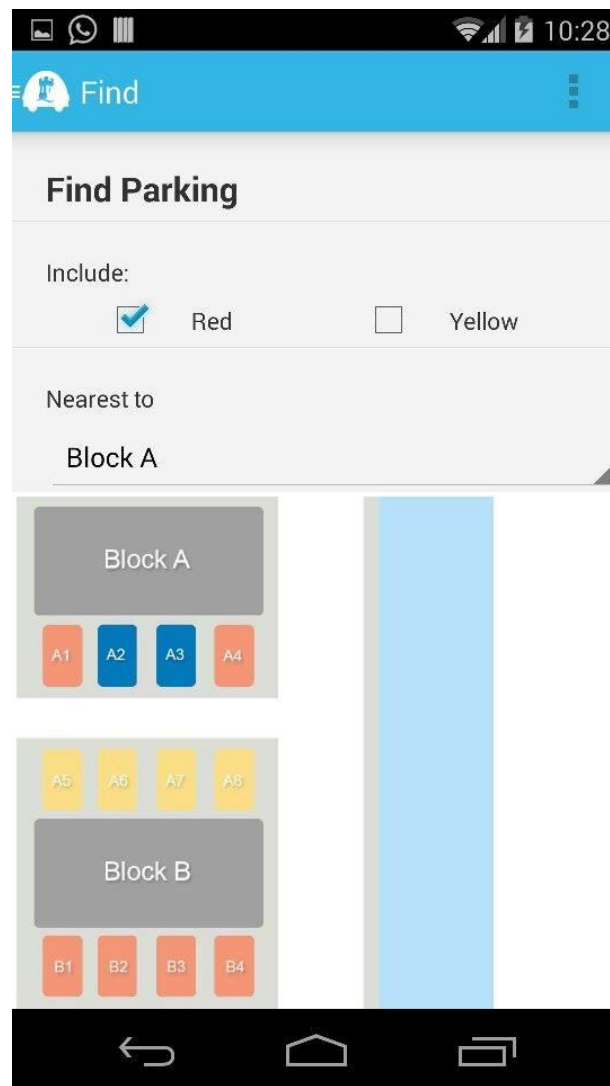 10:28
Find
Find Parking
Include:
Red Yellow
Nearest to
Block A
Block A
A1 A2 A3 A4
A5 A6 A7 A8
Block B
B1 B2 B3 B4